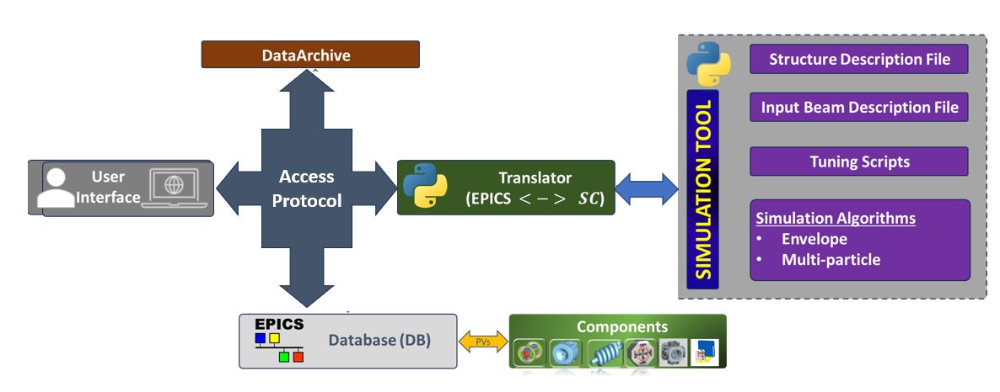 DataArchive
User
Interface
Access
Protocol
Translator
(EPICS < − > SC)
SIMULATION TOOL
Structure Description File
Input Beam Description File
Tuning Scripts
Simulation Algorithms
• Envelope
• Multi-particle
EPICS
Database (DB)
PVs
Components